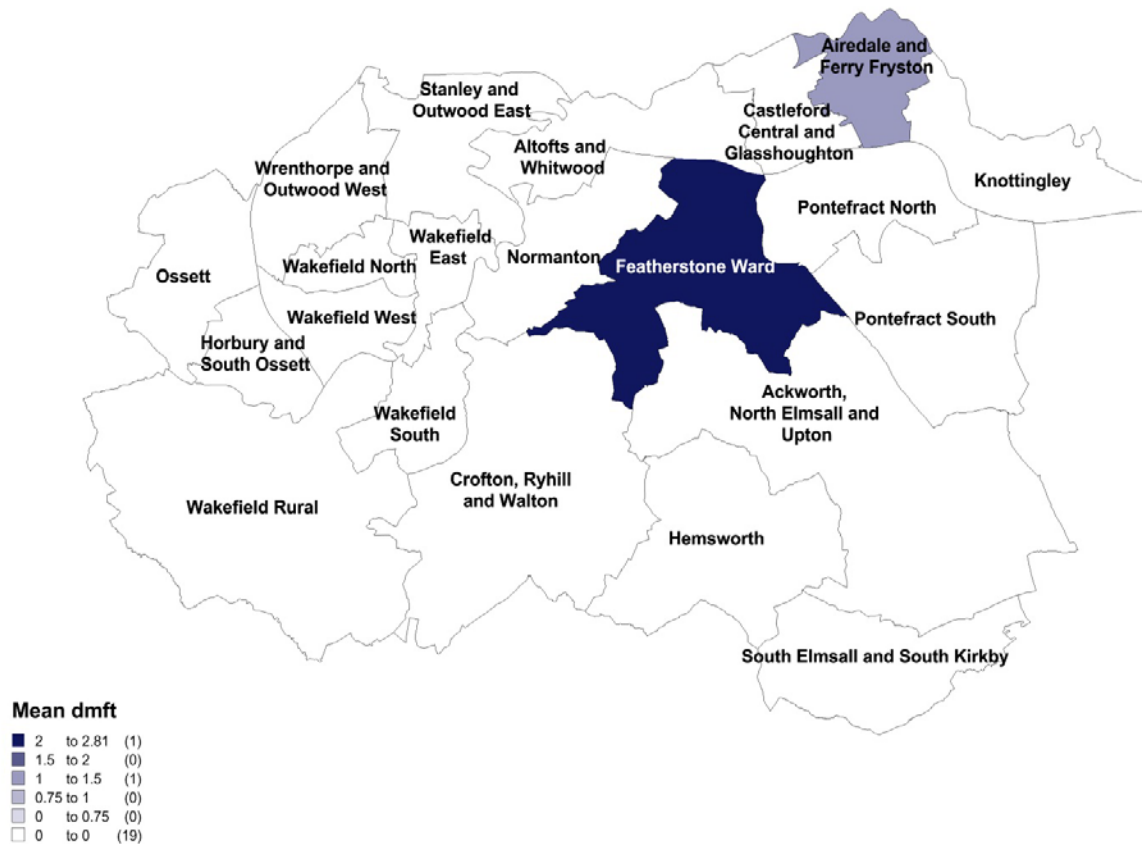 Airedale and
Ferry Fryston
Stanley and
Outwood East
Castleford
Central and
Glasshoughton
Altofts and
Whitwood
Wrenthorpe and
Outwood West
Knottingley
Pontefract North
Wakefield
East
Ossett
Wakefield North
Normanton
Featherstone Ward
Wakefield West
Pontefract South
Horbury and
South Ossett
Ackworth,
North Elmsall and
Upton
Wakefield
South
Crofton, Ryhill
and Walton
Wakefield Rural
Hemsworth
South Elmsall and South Kirkby
Mean dmft
2 to 2.81 (1)
1.5 to 2 (0)
1 to 1.5 (1)
0.75 to 1 (0)
0 to 0.75 (0)
0 to 0 (19)